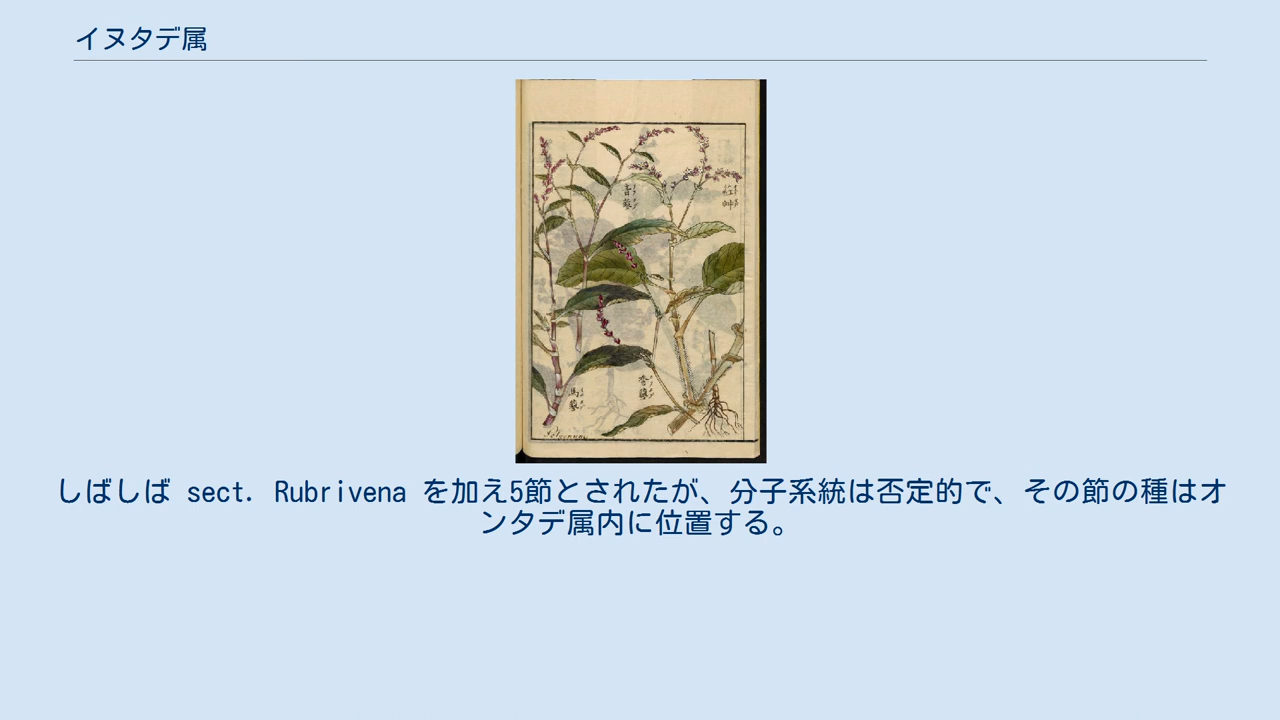 イヌタデ属
しばしば sect. Rubrivena を加え5節とされたが、分子系統は否定的で、その節の種はオ
ンタデ属内に位置する。